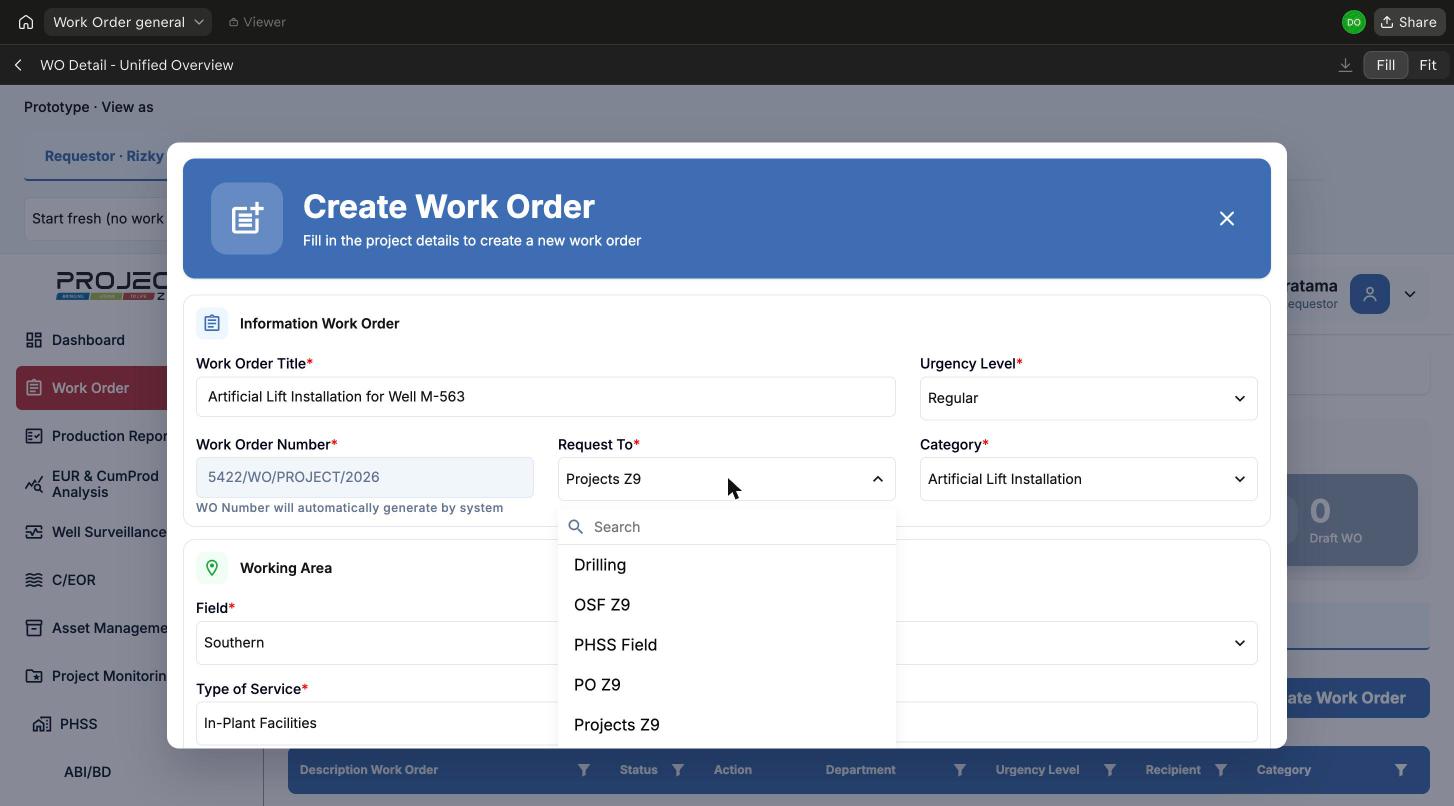 Work Order general
Viewer
DO
Share
WO Detail - Unified Overview
Fill
Fit
Prototype · View as
Requestor · Rizky
Start fresh (no work
Create Work Order
Fill in the project details to create a new work order
Information Work Order
Work Order Title*
Artificial Lift Installation for Well M-563
Urgency Level*
Regular
Work Order Number*
5422/WO/PROJECT/2026
WO Number will automatically generate by system
Request To*
Projects Z9
Category*
Artificial Lift Installation
Search
Drilling
OSF Z9
PHSS Field
PO Z9
Projects Z9
Working Area
Field*
Southern
Type of Service*
In-Plant Facilities
PROJEC
BRINGING
TO LIFE
Z
Dashboard
Work Order
Production Repor
EUR & CumProd
Analysis
Well Surveillance
C/EOR
Asset Manageme
Project Monitorin
PHSS
ABI/BD
ratama
equestor
0
Draft WO
ate Work Order
Description Work Order
Status
Action
Department
Urgency Level
Recipient
Category